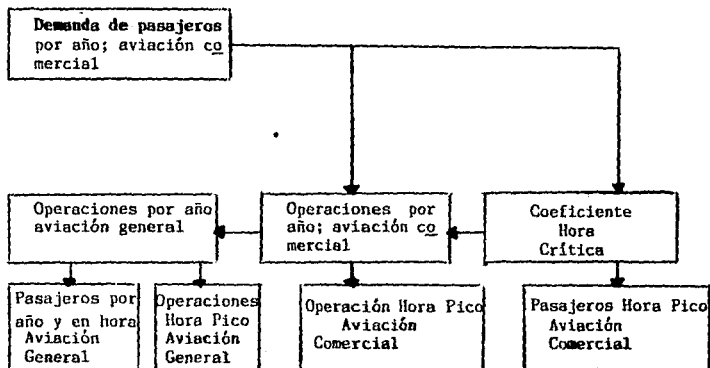 Demanda de pasajeros
por año; aviación co
mercial
Operaciones por año
aviación general
Operaciones por
año; aviación co
mercial
Coeficiente
Hora
Crítica
Pasajeros por
año y en hora
Aviación
General
Operaciones
Hora Pico
Aviación
General
Operación Hora Pico
Aviación
Comercial
Pasajeros Hora Pico
Aviación
Comercial